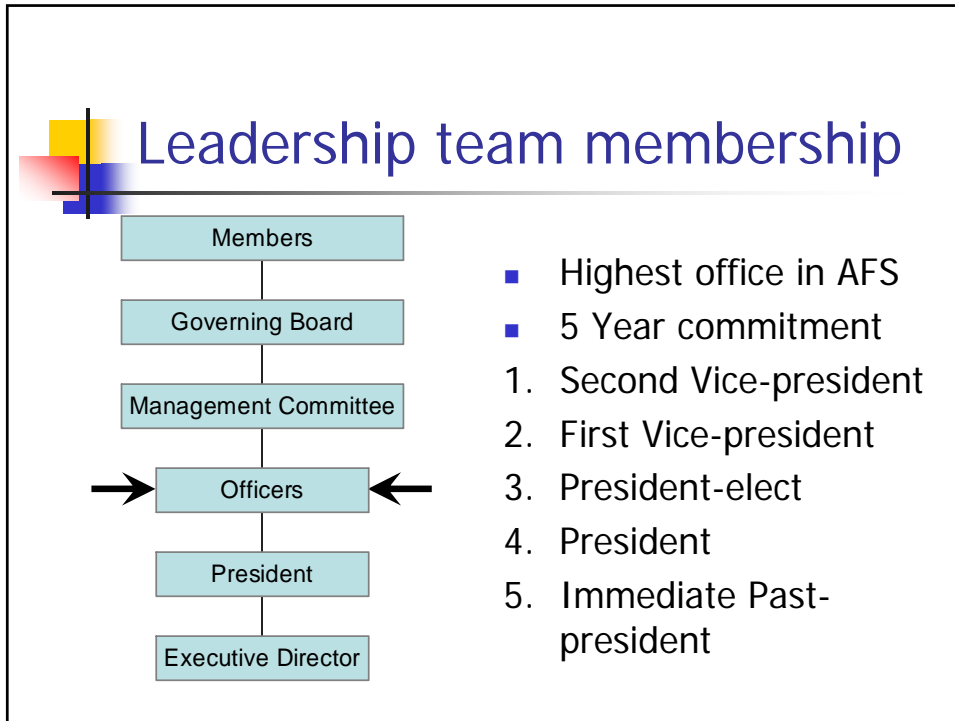 Leadership team membership
Members
Governing Board
Management Committee
Officers
President
Executive Director
Highest office in AFS
5 Year commitment
1. Second Vice-president
2. First Vice-president
3. President-elect
4. President
5. Immediate Past-
president